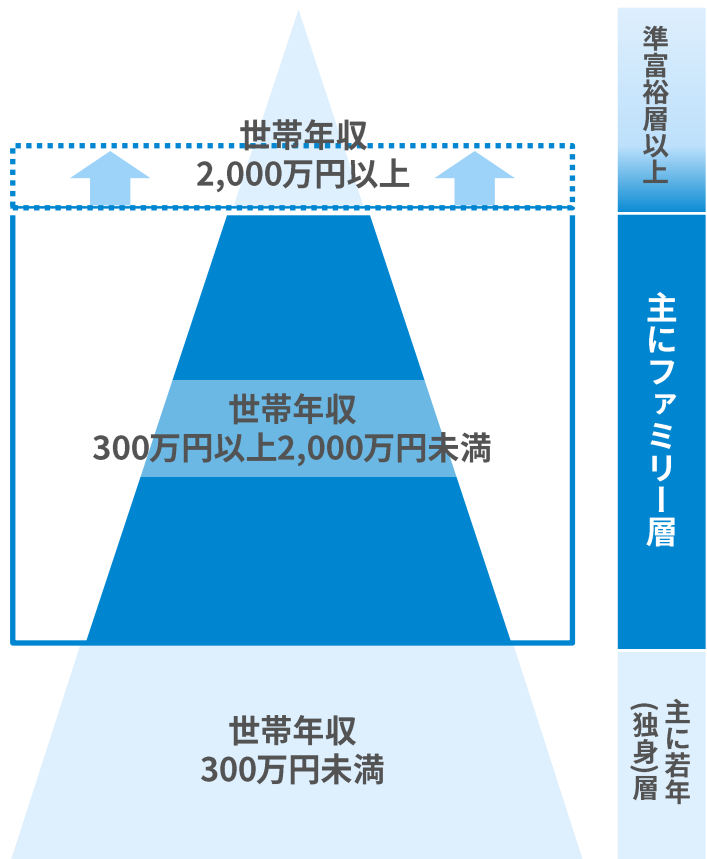 世帯年収
2,000万円以上
準富裕層以上
世帯年収
300万円以上2,000万円未満
主にファミリー層
世帯年収
300万円未満
主に若年
(独身)層